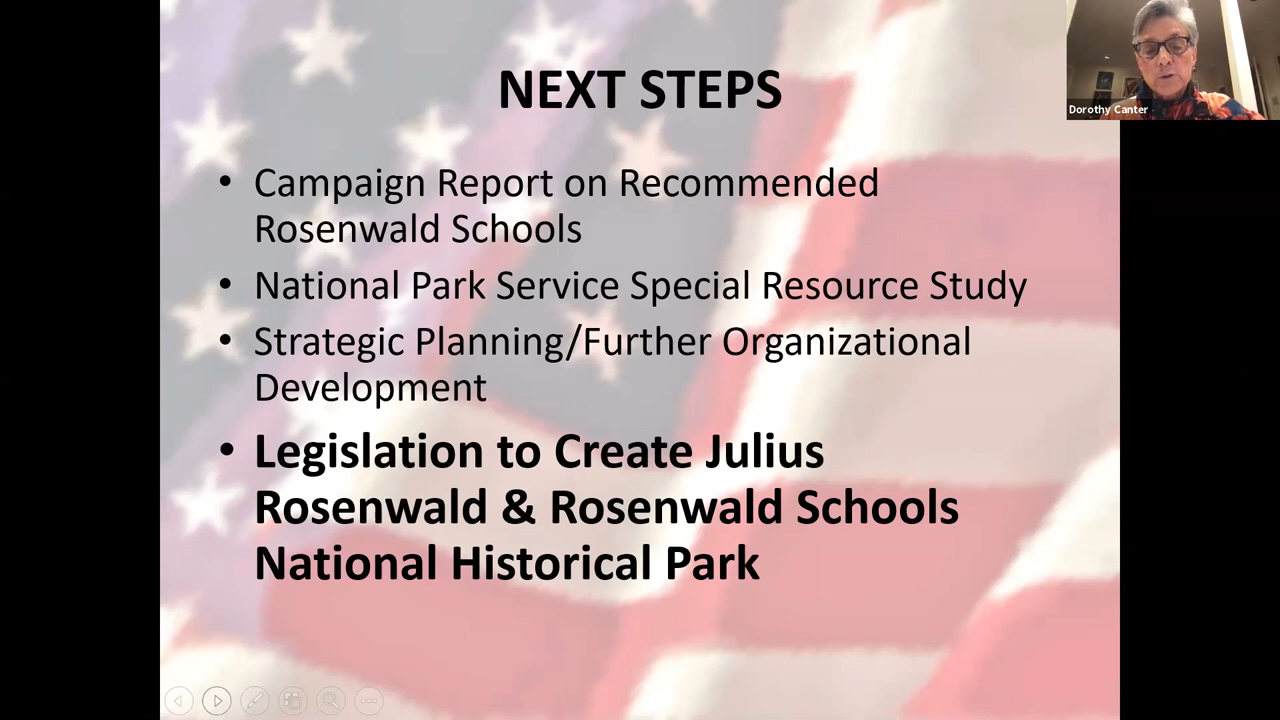 NEXT STEPS
• Campaign Report on Recommended
Rosenwald Schools
• National Park Service Special Resource Study
• Strategic Planning/Further Organizational
Development
• Legislation to Create Julius
Rosenwald & Rosenwald Schools
National Historical Park
Dorothy Canter